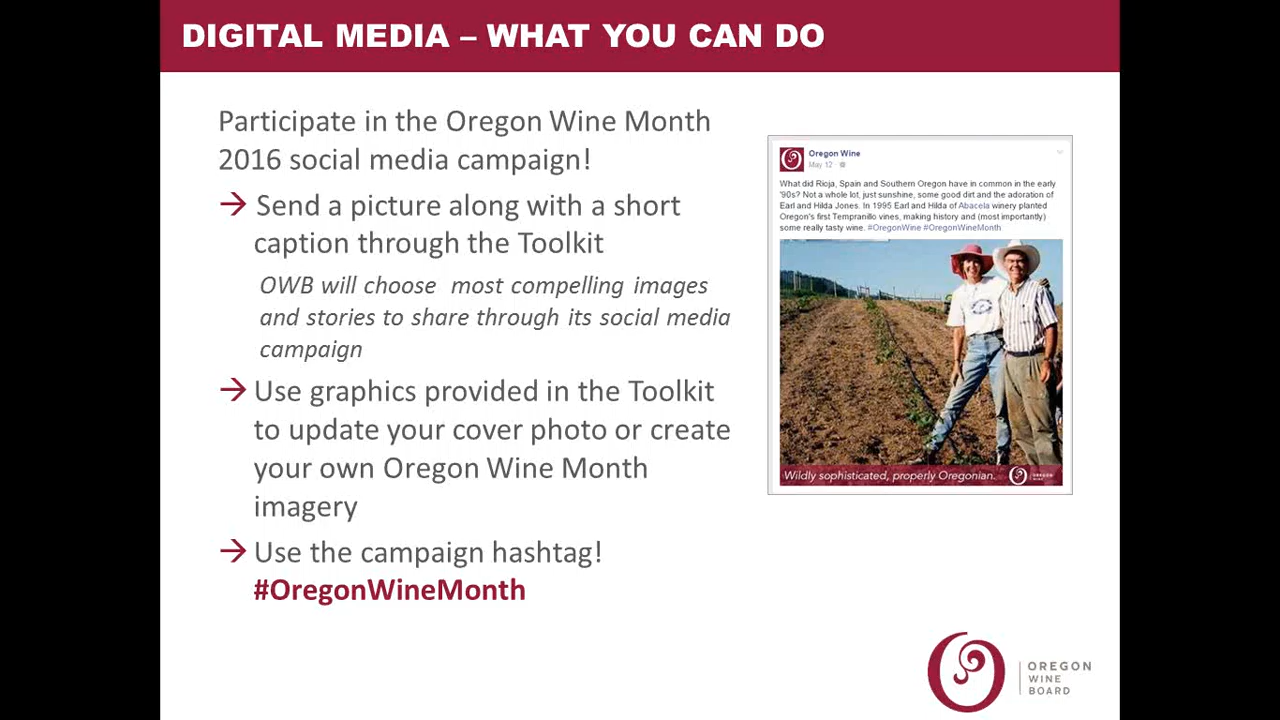 DIGITAL MEDIA – WHAT YOU CAN DO
Participate in the Oregon Wine Month
2016 social media campaign!
→ Send a picture along with a short
caption through the Toolkit
OWB will choose most compelling images
and stories to share through its social media
campaign
→ Use graphics provided in the Toolkit
to update your cover photo or create
your own Oregon Wine Month
imagery
→ Use the campaign hashtag!
#OregonWineMonth
Oregon Wine
May 12
What did Rioja, Spain and Southern Oregon have in common in the early
'90s? Not a whole lot, just sunshine, some good dirt and the adoration of
Earl and Hilda Jones. In 1995 Earl and Hilda of Abacela winery planted
Oregon's first Tempranillo vines, making history and (most importantly)
some really tasty wine. #OregonWine #OregonWineMonth
Wildly sophisticated, properly Oregonian.
OREGON
WINE
BOARD
OREGON
WINE
BOARD